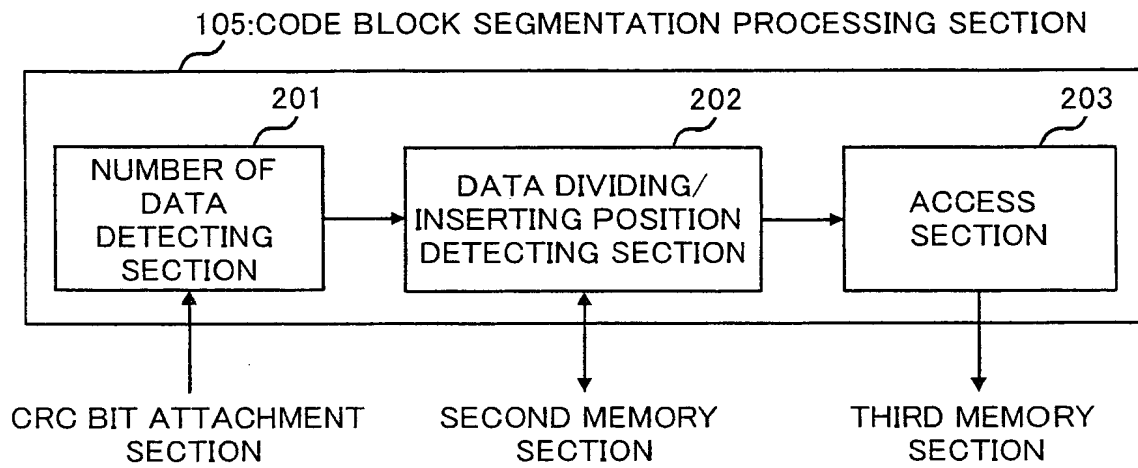 105:CODE BLOCK SEGMENTATION PROCESSING SECTION
201
202
203
NUMBER OF
DATA
DETECTING
SECTION
DATA DIVIDING/
INSERTING POSITION
DETECTING SECTION
ACCESS
SECTION
CRC BIT ATTACHMENT
SECTION
SECOND MEMORY
SECTION
THIRD MEMORY
SECTION